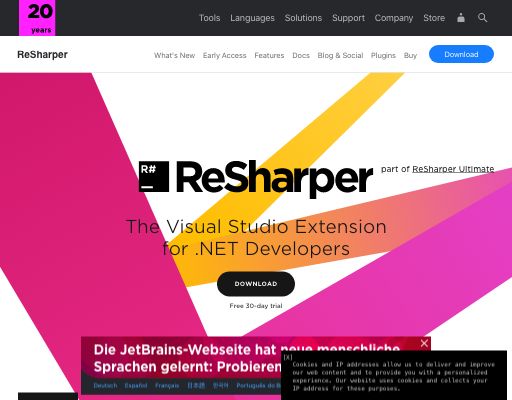 20
years
Tools Languages Solutions Support Company Store
ReSharper
What's New Early Access Features Docs Blog & Social Plugins Buy Download
R#
ReSharper part of ReSharper Ultimate
The Visual Studio Extension
for .NET Developers
DOWNLOAD
Free 30-day trial
Die JetBrains-Webseite hat neue menschliche
Sprachen gelernt: Probieren
Deutsch Español Français 日本語 한국어 Português do B
[X]
Cookies and IP addresses allow us to deliver and improve
our web content and to provide you with a personalized
experience. Our website uses cookies and collects your
IP address for these purposes.